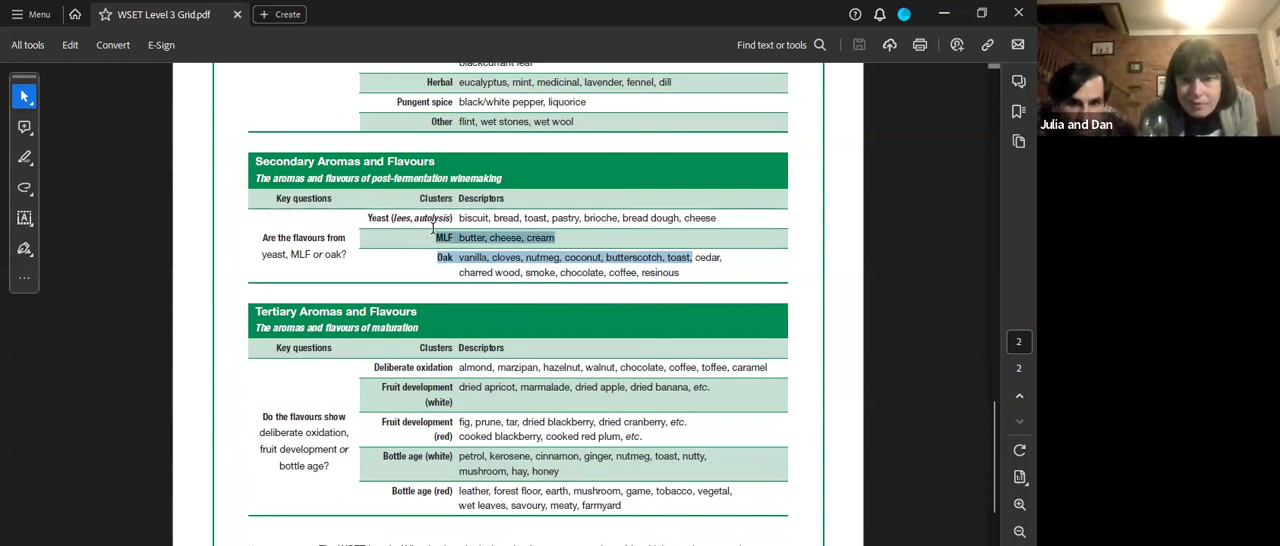 Menu
WSET Level 3 Grid.pdf
Create
All tools
Edit
Convert
E-Sign
Find text or tools
blackcurrant leaf
Herbal eucalyptus, mint, medicinal, lavender, fennel, dill
Pungent spice black/white pepper, liquorice
Other flint, wet stones, wet wool
Secondary Aromas and Flavours
The aromas and flavours of post-fermentation winemaking
Key questions Clusters Descriptors
Yeast (lees, autolysis) biscuit, bread, toast, pastry, brioche, bread dough, cheese
Are the flavours from
yeast, MLF or oak?
MLF butter, cheese, cream
Oak vanilla, cloves, nutmeg, coconut, butterscotch, toast, cedar,
charred wood, smoke, chocolate, coffee, resinous
Tertiary Aromas and Flavours
The aromas and flavours of maturation
Key questions Clusters Descriptors
Do the flavours show
deliberate oxidation,
fruit development or
bottle age?
Deliberate oxidation almond, marzipan, hazelnut, walnut, chocolate, coffee, toffee, caramel
Fruit development dried apricot, marmalade, dried apple, dried banana, etc.
(white)
Fruit development fig, prune, tar, dried blackberry, dried cranberry, etc.
(red) cooked blackberry, cooked red plum, etc.
Bottle age (white) petrol, kerosene, cinnamon, ginger, nutmeg, toast, nutty,
mushroom, hay, honey
Bottle age (red) leather, forest floor, earth, mushroom, game, tobacco, vegetal,
wet leaves, savoury, meaty, farmyard
2
2
Julia and Dan